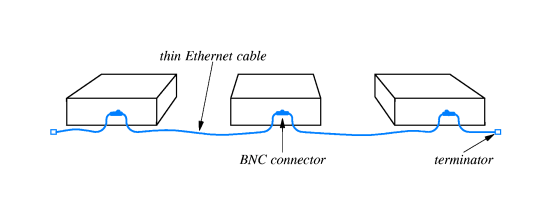 thin Ethernet cable
BNC connector
terminator